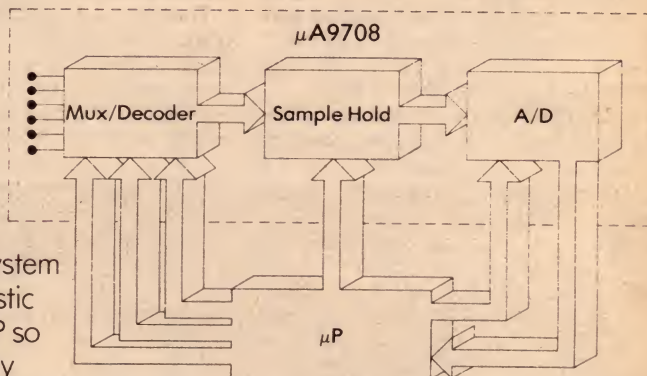 μA9708
Mux/Decoder
Sample Hold
A/D
ystem
stic
P so
y
μP